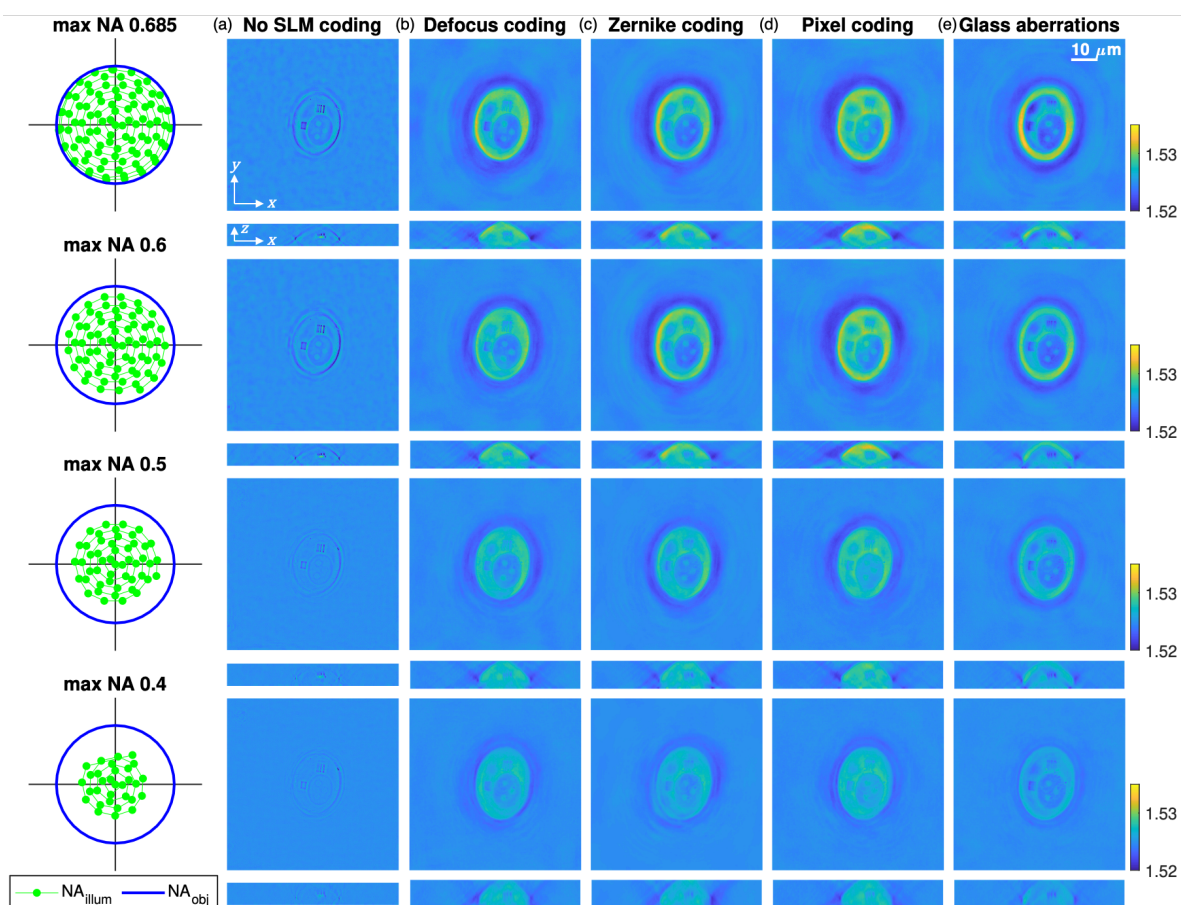 max NA 0.685
(a) No SLM coding
(b) Defocus coding
(c) Zernike coding
(d) Pixel coding
(e) Glass aberrations
10 μm
y
x
1.53
1.52
z
x
max NA 0.6
1.53
1.52
max NA 0.5
1.53
1.52
max NA 0.4
1.53
1.52
NAillum NAobj